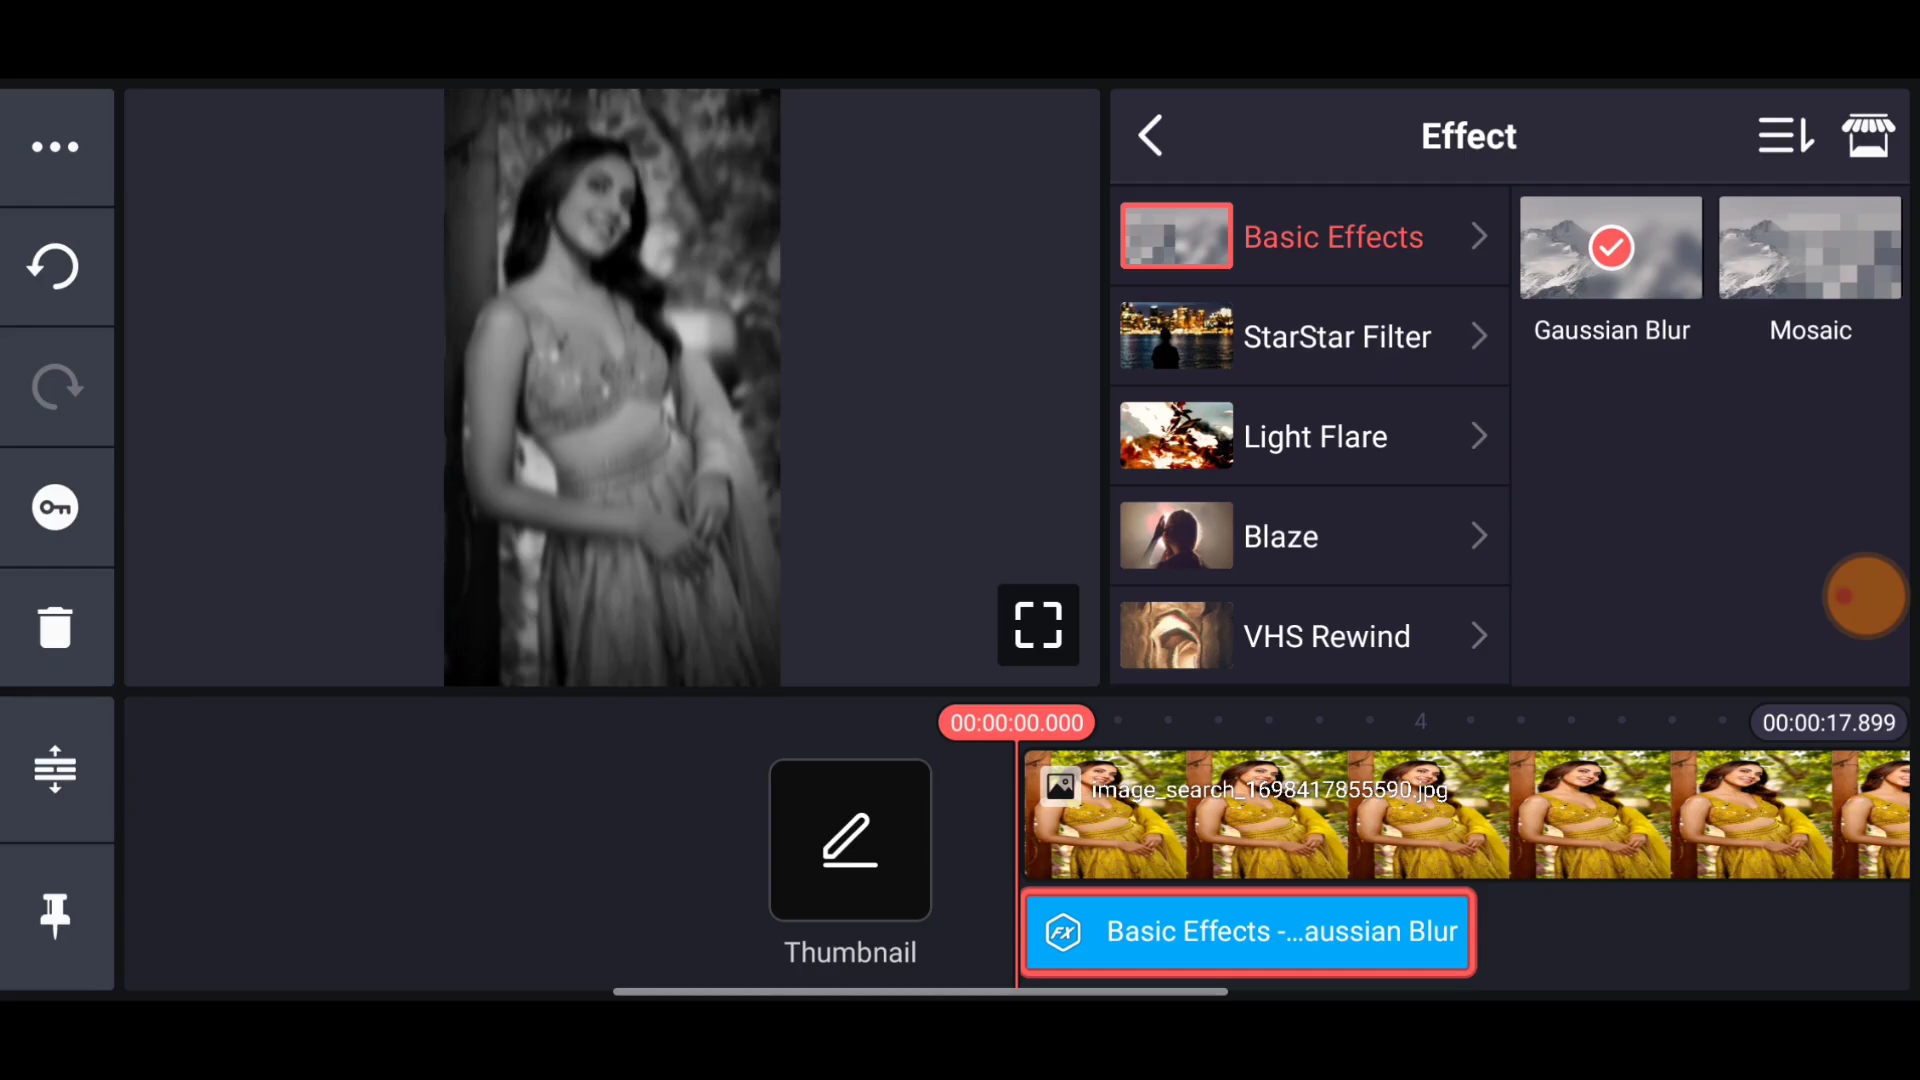 Effect
Basic Effects
StarStar Filter
Light Flare
Blaze
VHS Rewind
Gaussian Blur
Mosaic
00:00:00.000
4
00:00:17.899
image_search_1698417855590.jpg
Thumbnail
FX
Basic Effects -...aussian Blur